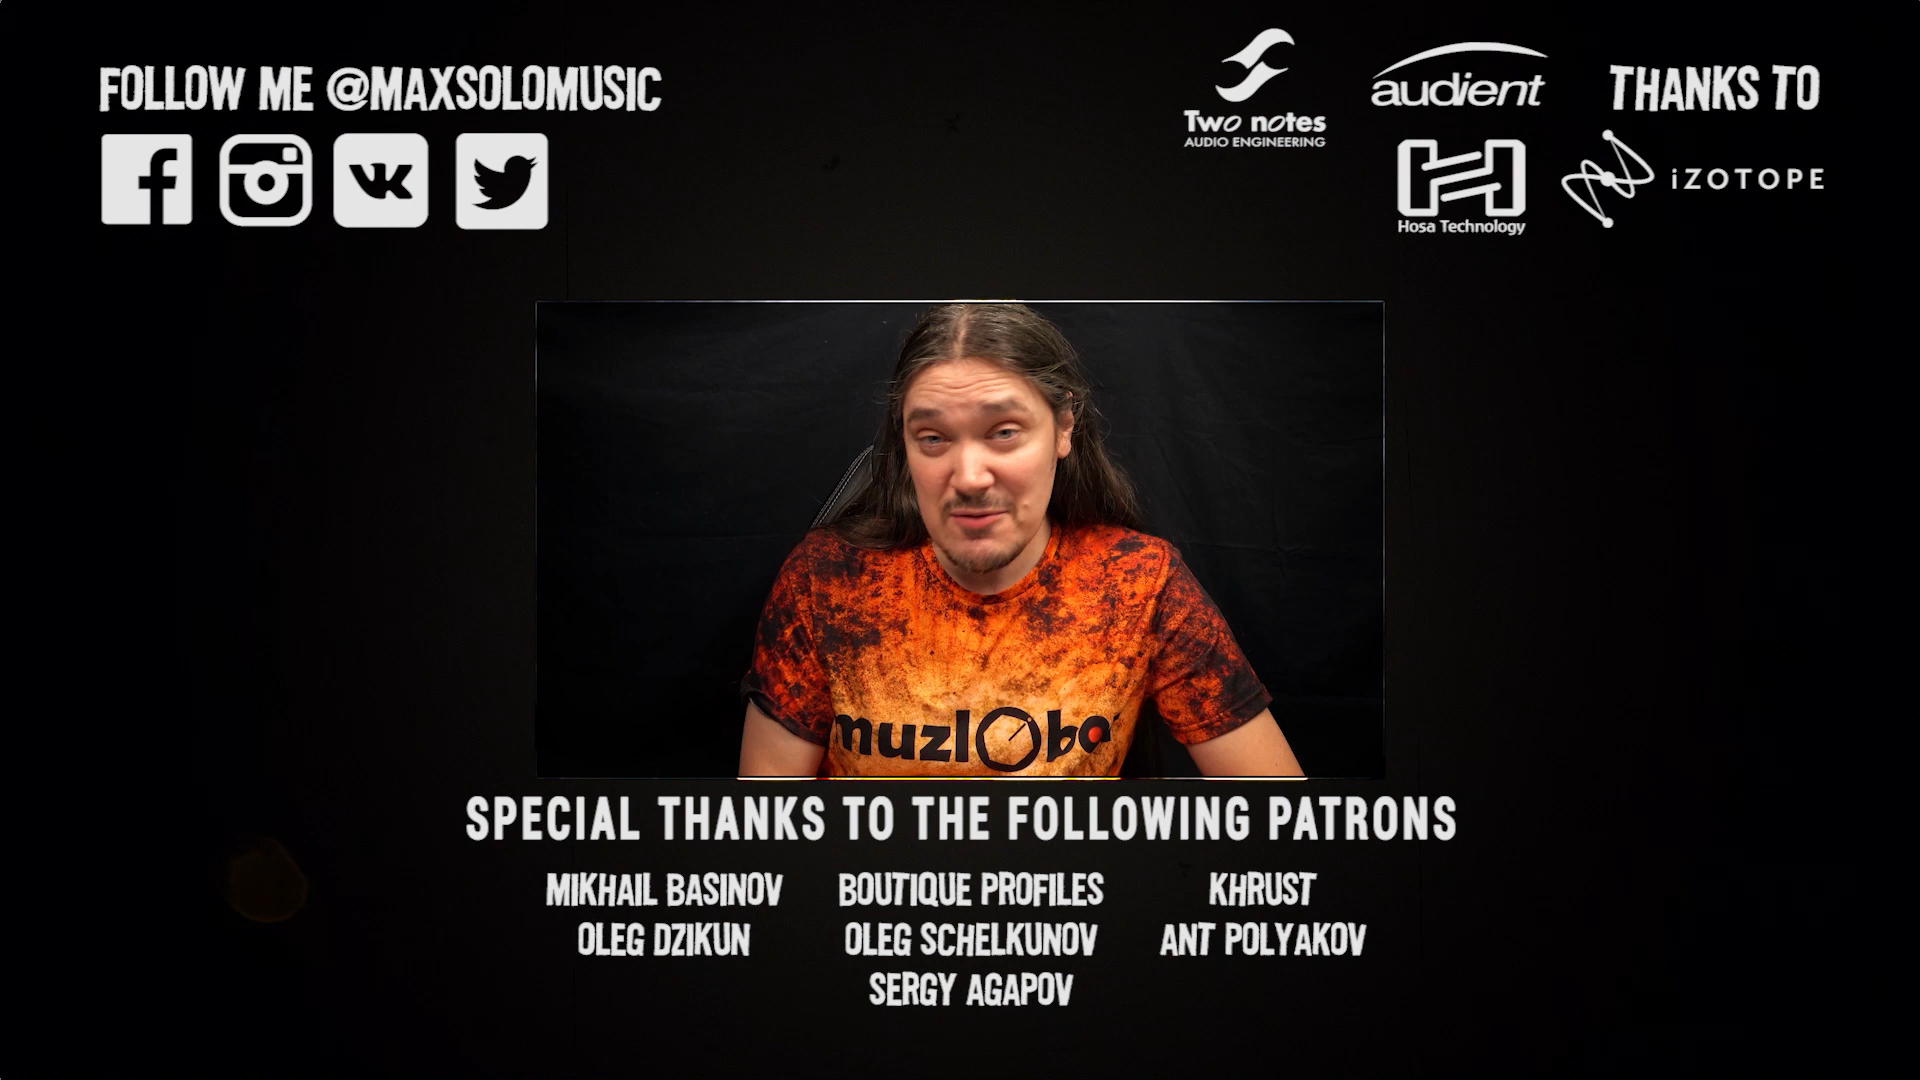 FOLLOW ME @MAXSOLOMUSIC
Two notes
AUDIO ENGINEERING
audient
THANKS TO
Hosa Technology
iZOTOPE
muzlobo
SPECIAL THANKS TO THE FOLLOWING PATRONS
MIKHAIL BASINOV
BOUTIQUE PROFILES
KHRUST
OLEG DZIKUN
OLEG SCHELKUNOV
ANT POLYAKOV
SERGY AGAPOV